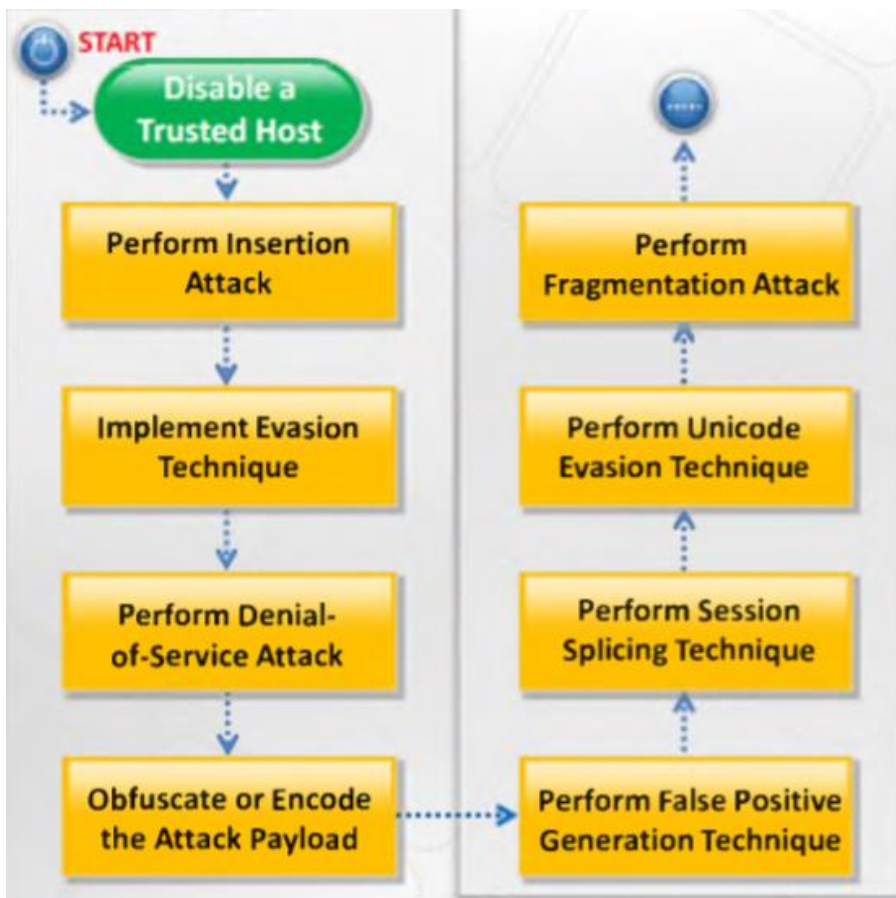 START
Disable a
Trusted Host
Perform Insertion
Attack
Implement Evasion
Technique
Perform Denial-
of-Service Attack
Obfuscate or Encode
the Attack Payload
Perform False Positive
Generation Technique
Perform Session
Splicing Technique
Perform Unicode
Evasion Technique
Perform
Fragmentation Attack
.....